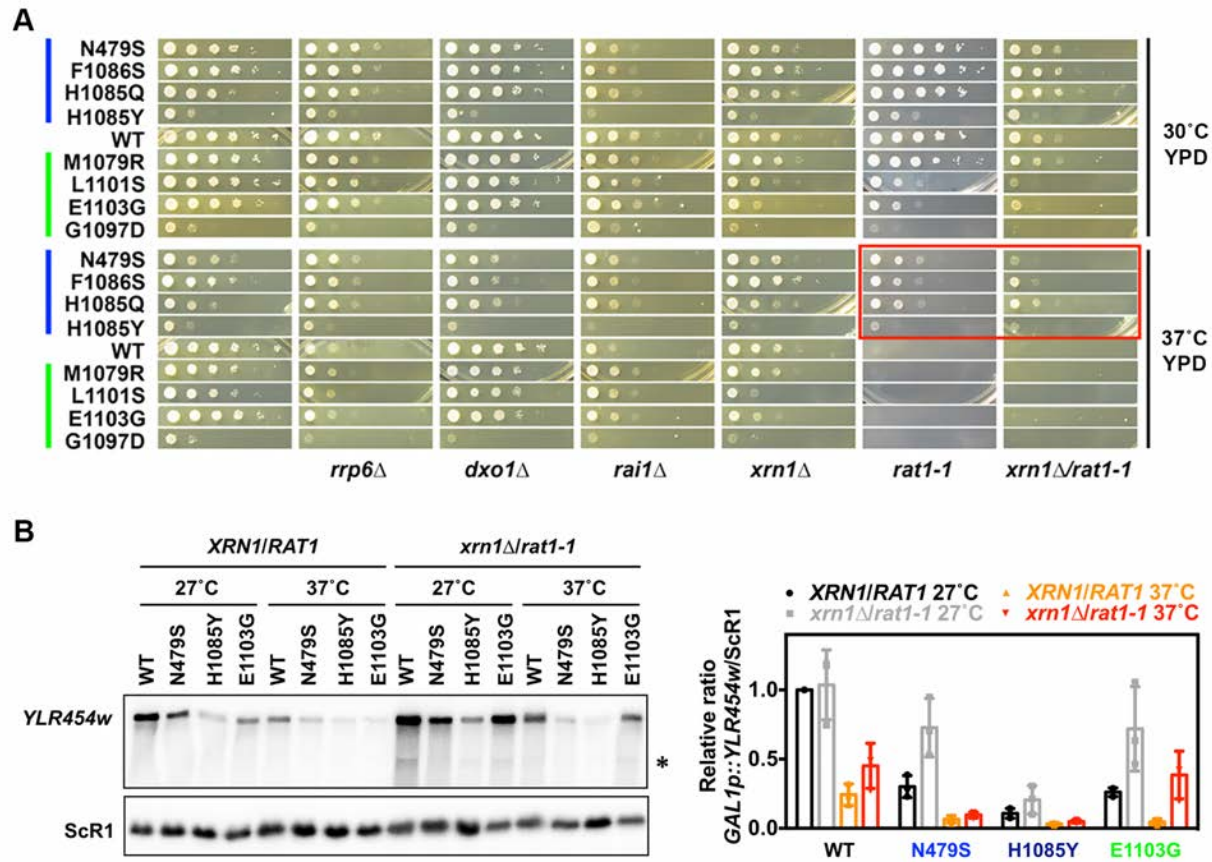 A
N479S
F1086S
H1085Q
H1085Y
WT
M1079R
L1101S
E1103G
G1097D
30˚C
YPD
N479S
F1086S
H1085Q
H1085Y
WT
M1079R
L1101S
E1103G
G1097D
37˚C
YPD
rrp6Δ dxo1Δ rai1Δ xrn1Δ rat1-1 xrn1Δ/rat1-1
B
XRN1/RAT1 xrn1Δ/rat1-1
27˚C 37˚C 27˚C 37˚C
WT N479S H1085Y E1103G WT N479S H1085Y E1103G WT N479S H1085Y E1103G WT N479S H1085Y E1103G
YLR454w
*
ScR1
XRN1/RAT1 27˚C XRN1/RAT1 37˚C
xrn1Δ/rat1-1 27˚C xrn1Δ/rat1-1 37˚C
Relative ratio
GAL1p::YLR454w/ScR1
1.0
0.5
0.0
WT N479S H1085Y E1103G